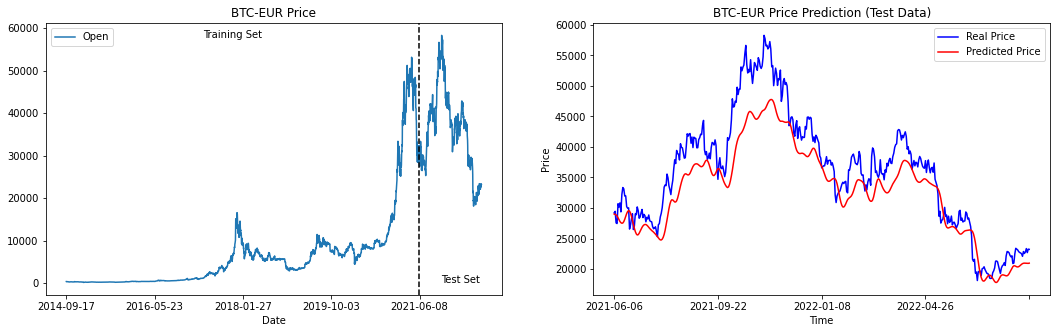 BTC-EUR Price
60000
50000
40000
30000
20000
10000
0
Open
Training Set
Test Set
2014-09-17 2016-05-23 2018-01-27 2019-10-03 2021-06-08
Date
BTC-EUR Price Prediction (Test Data)
Price
60000
55000
50000
45000
40000
35000
30000
25000
20000
Real Price
Predicted Price
2021-06-06 2021-09-22 2022-01-08 2022-04-26
Time